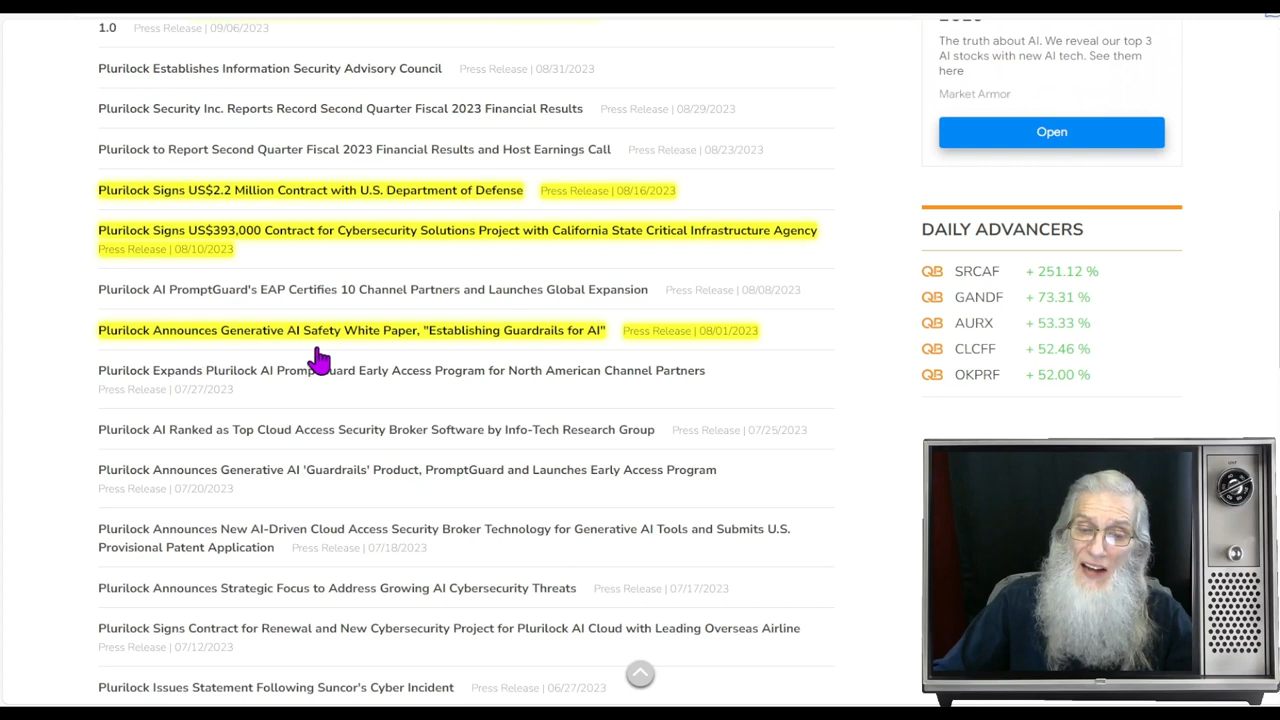 1.0 Press Release | 09/06/2023
Plurilock Establishes Information Security Advisory Council Press Release | 08/31/2023
Plurilock Security Inc. Reports Record Second Quarter Fiscal 2023 Financial Results Press Release | 08/29/2023
Plurilock to Report Second Quarter Fiscal 2023 Financial Results and Host Earnings Call Press Release | 08/23/2023
Plurilock Signs US$2.2 Million Contract with U.S. Department of Defense Press Release | 08/16/2023
Plurilock Signs US$393,000 Contract for Cybersecurity Solutions Project with California State Critical Infrastructure Agency
Press Release | 08/10/2023
Plurilock AI PromptGuard's EAP Certifies 10 Channel Partners and Launches Global Expansion Press Release | 08/08/2023
Plurilock Announces Generative AI Safety White Paper, "Establishing Guardrails for AI" Press Release | 08/01/2023
Plurilock Expands Plurilock AI PromptGuard Early Access Program for North American Channel Partners
Press Release | 07/27/2023
Plurilock AI Ranked as Top Cloud Access Security Broker Software by Info-Tech Research Group Press Release | 07/25/2023
Plurilock Announces Generative AI 'Guardrails' Product, PromptGuard and Launches Early Access Program
Press Release | 07/20/2023
Plurilock Announces New AI-Driven Cloud Access Security Broker Technology for Generative AI Tools and Submits U.S.
Provisional Patent Application Press Release | 07/18/2023
Plurilock Announces Strategic Focus to Address Growing AI Cybersecurity Threats Press Release | 07/17/2023
Plurilock Signs Contract for Renewal and New Cybersecurity Project for Plurilock AI Cloud with Leading Overseas Airline
Press Release | 07/12/2023
Plurilock Issues Statement Following Suncor's Cyber Incident Press Release | 06/27/2023
The truth about AI. We reveal our top 3
AI stocks with new AI tech. See them
here
Market Armor
Open
DAILY ADVANCERS
QB SRCAF + 251.12 %
QB GANDF + 73.31 %
QB AURX + 53.33 %
QB CLCFF + 52.46 %
QB OKPRF + 52.00 %